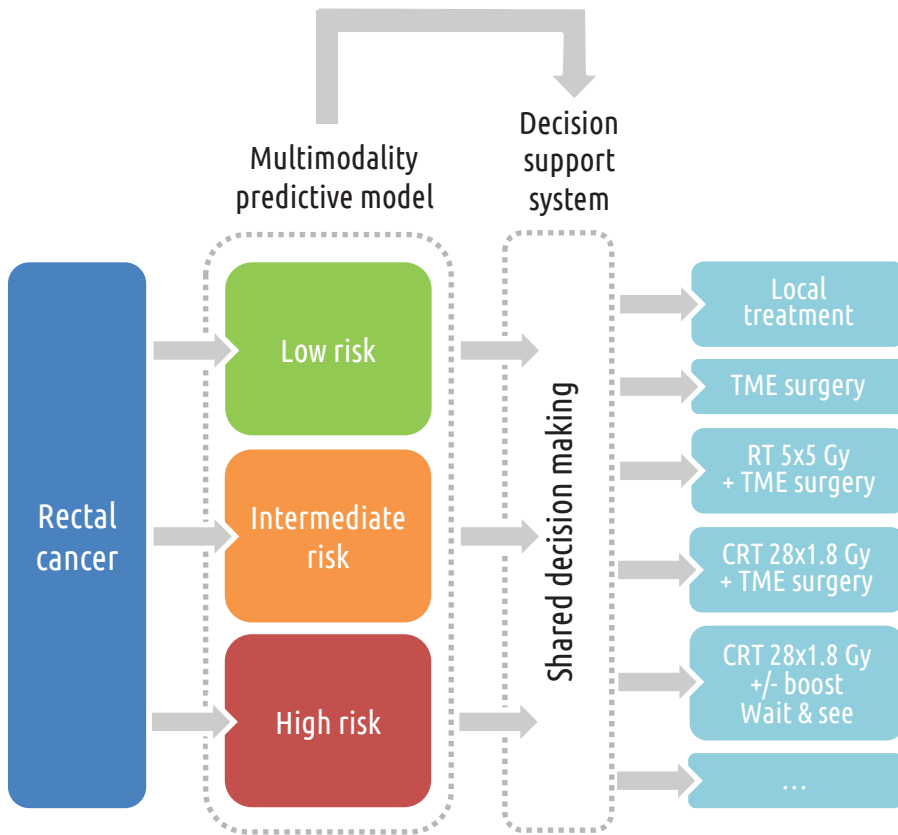 Multimodality
predictive model
Decision
support
system
Rectal
cancer
Low risk
Intermediate
risk
High risk
Shared decision making
Local
treatment
TME surgery
RT 5x5 Gy
+ TME surgery
CRT 28x1.8 Gy
+ TME surgery
CRT 28x1.8 Gy
+/- boost
Wait & see
...